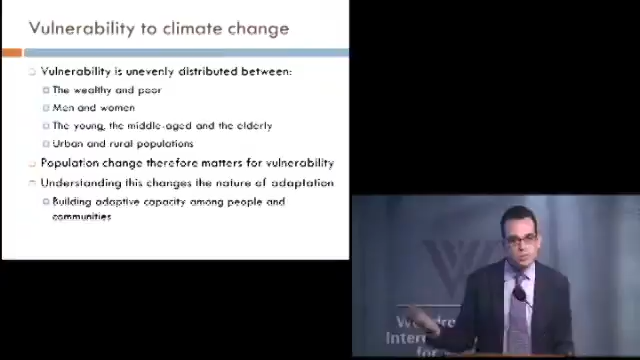 Vulnerability to climate change
Vulnerability is unevenly distributed between:
The wealthy and poor
Men and women
The young, the middle-aged and the elderly
Urban and rural populations
Population change therefore matters for vulnerability
Understanding this changes the nature of adaptation
Building adaptive capacity among people and
communities
W
for